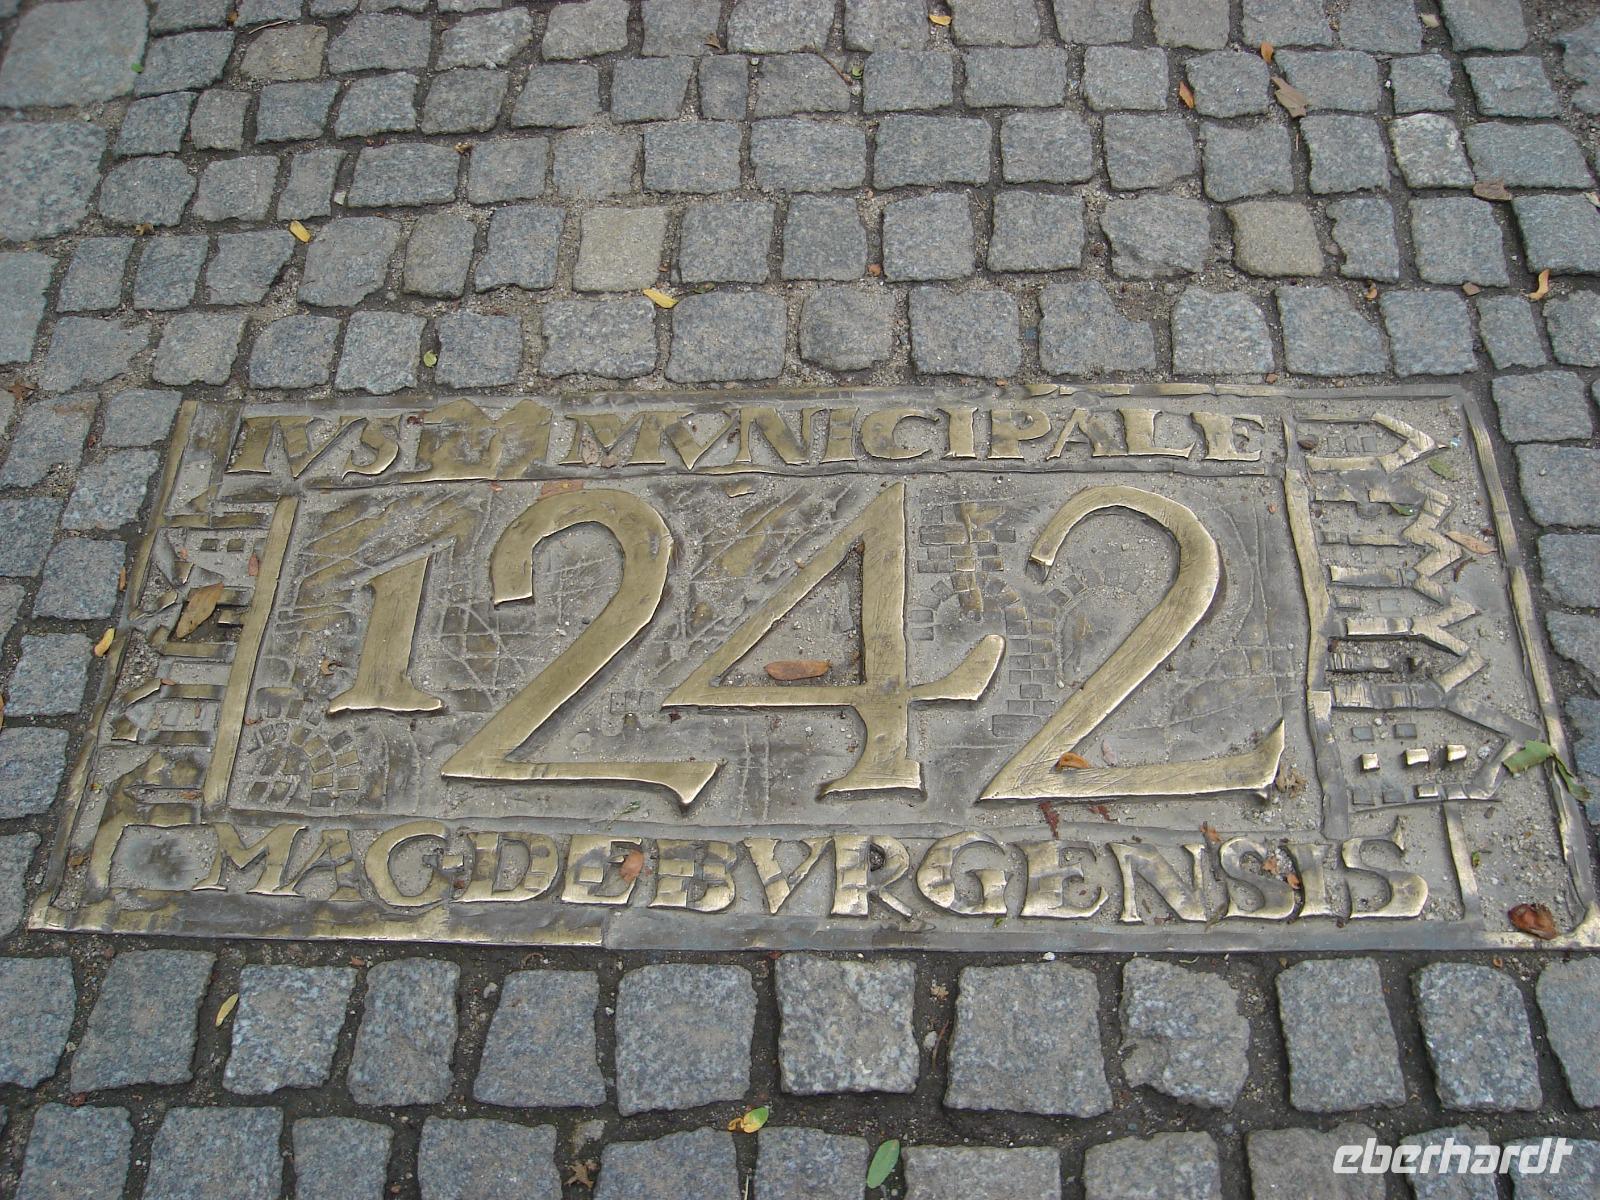 IVS MVNICIPALE
1242
MAGDEBVRGENSIS
eberhardt